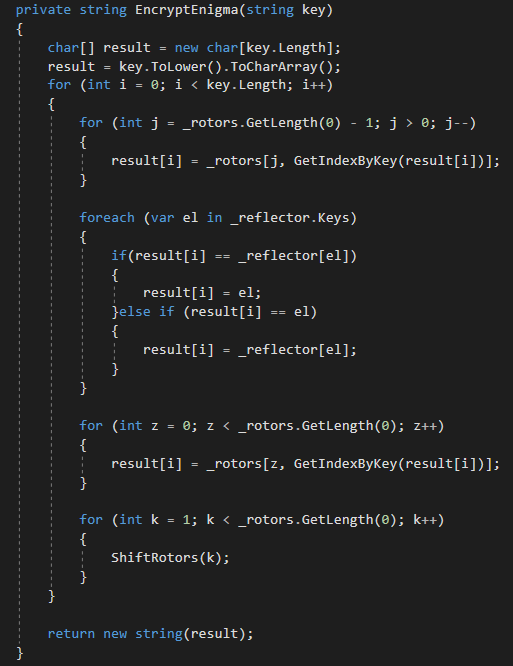 private string EncryptEnigma(string key)
{
    char[] result = new char[key.Length];
    result = key.ToLower().ToCharArray();
    for (int i = 0; i < key.Length; i++)
    {
        for (int j = _rotors.GetLength(0) - 1; j > 0; j--)
        {
            result[i] = _rotors[j, GetIndexByKey(result[i])];
        }

        foreach (var el in _reflector.Keys)
        {
            if(result[i] == _reflector[el])
            {
                result[i] = el;
            }else if (result[i] == el)
            {
                result[i] = _reflector[el];
            }
        }

        for (int z = 0; z < _rotors.GetLength(0); z++)
        {
            result[i] = _rotors[z, GetIndexByKey(result[i])];
        }

        for (int k = 1; k < _rotors.GetLength(0); k++)
        {
            ShiftRotors(k);
        }
    }

    return new string(result);
}